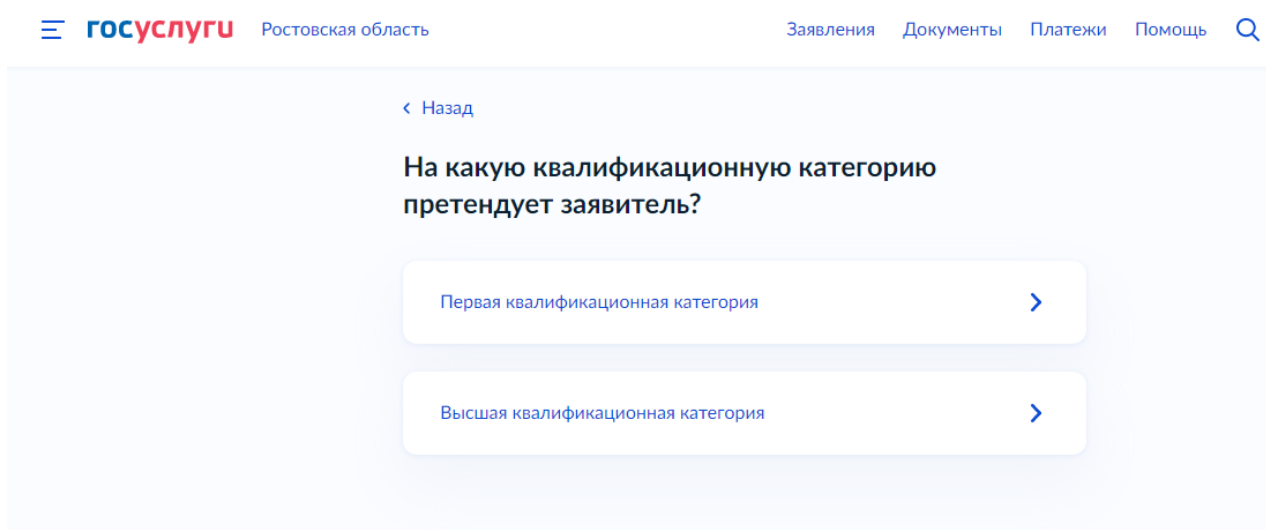 госуслуги Ростовская область Заявления Документы Платежи Помощь
Назад
На какую квалификационную категорию
претендует заявитель?
Первая квалификационная категория
Высшая квалификационная категория